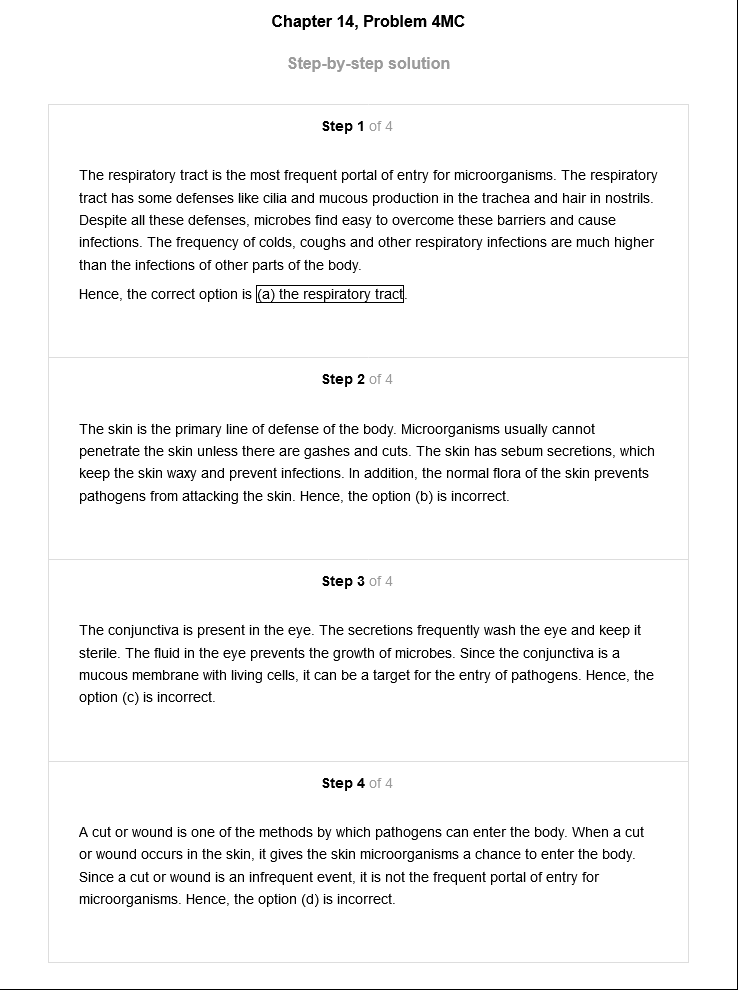 Chapter 14, Problem 4MC
Step-by-step solution
Step 1 of 4
The respiratory tract is the most frequent portal of entry for microorganisms. The respiratory
tract has some defenses like cilia and mucous production in the trachea and hair in nostrils.
Despite all these defenses, microbes find easy to overcome these barriers and cause
infections. The frequency of colds, coughs and other respiratory infections are much higher
than the infections of other parts of the body.
Hence, the correct option is (a) the respiratory tract.
Step 2 of 4
The skin is the primary line of defense of the body. Microorganisms usually cannot
penetrate the skin unless there are gashes and cuts. The skin has sebum secretions, which
keep the skin waxy and prevent infections. In addition, the normal flora of the skin prevents
pathogens from attacking the skin. Hence, the option (b) is incorrect.
Step 3 of 4
The conjunctiva is present in the eye. The secretions frequently wash the eye and keep it
sterile. The fluid in the eye prevents the growth of microbes. Since the conjunctiva is a
mucous membrane with living cells, it can be a target for the entry of pathogens. Hence, the
option (c) is incorrect.
Step 4 of 4
A cut or wound is one of the methods by which pathogens can enter the body. When a cut
or wound occurs in the skin, it gives the skin microorganisms a chance to enter the body.
Since a cut or wound is an infrequent event, it is not the frequent portal of entry for
microorganisms. Hence, the option (d) is incorrect.